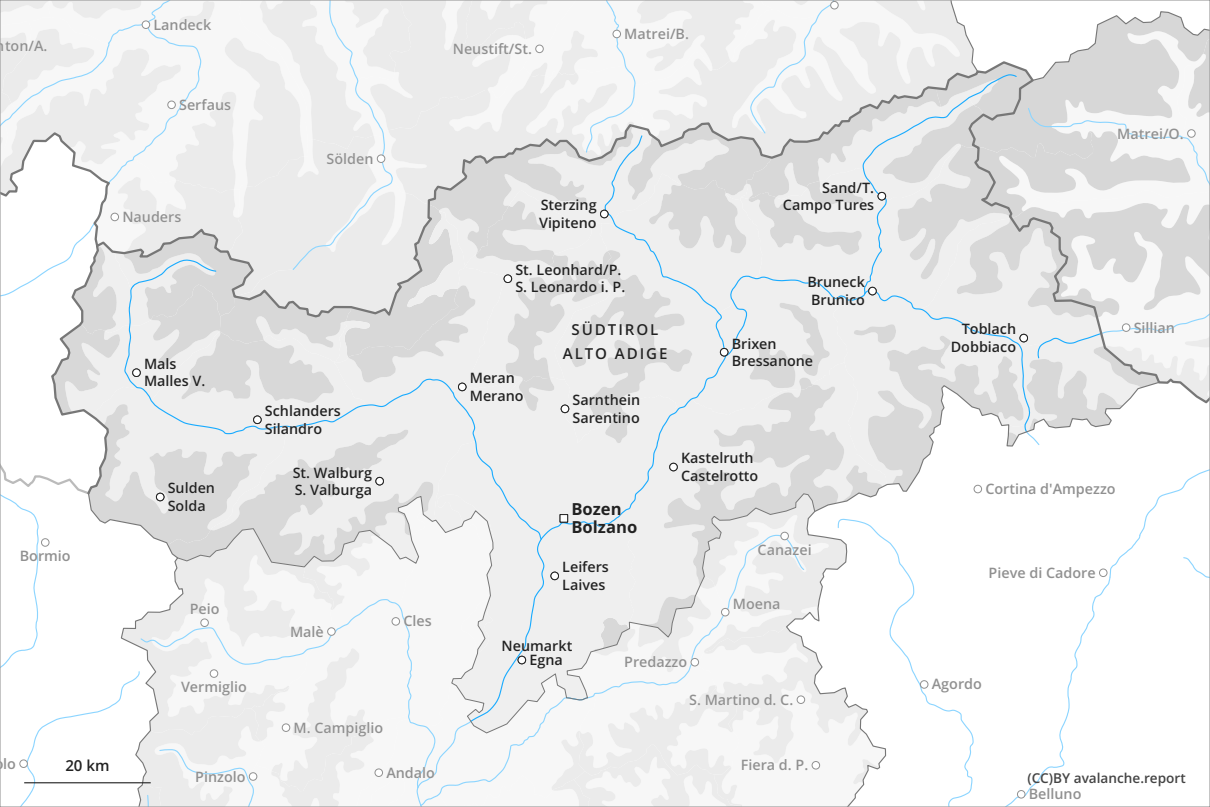 Landeck
nton/A.
Neustift/St.
Matrei/B.
Serfaus
Matrei/O.
Sölden
Nauders
Sand/T.
Campo Tures
Sterzing
Vipiteno
St. Leonhard/P.
S. Leonardo i. P.
Bruneck
Brunico
SÜDTIROL
ALTO ADIGE
Toblach
Dobbiaco
Sillian
Brixen
Bressanone
Mals
Malles V.
Meran
Merano
Schlanders
Silandro
Sarnthein
Sarentino
St. Walburg
S. Valburga
Kastelruth
Castelrotto
Sulden
Solda
Cortina d'Ampezzo
Bozen
Bolzano
Bormio
Canazei
Leifers
Laives
Pieve di Cadore
Peio
Moena
Malè
Cles
Neumarkt
Egna
Predazzo
Vermiglio
Agordo
S. Martino d. C.
M. Campiglio
olo
20 km
Pinzolo
Andalo
Fiera d. P.
(CC)BY avalanche.report
Belluno